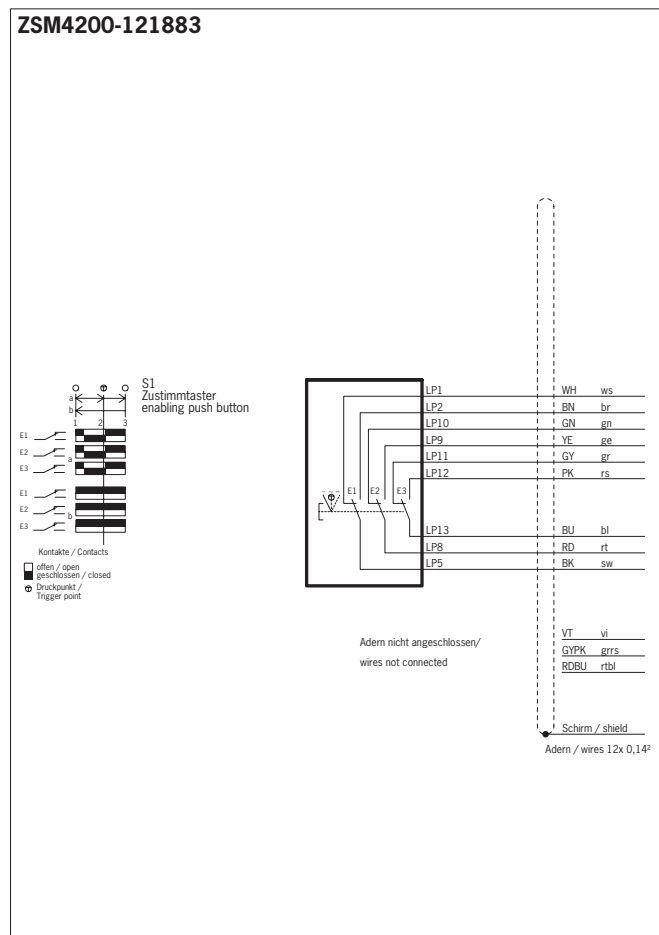 ZSM4200-121883
S1
Zustimmtaster
enabling push button
a
b
1 2 3
E1
E2
a
E3
E1
E2
b
E3
Kontakte / Contacts
offen / open
geschlossen / closed
Druckpunkt /
Trigger point
E1 E2 E3
LP1 WH ws
LP2 BN br
LP10 GN gn
LP9 YE ge
LP11 GY gr
LP12 PK rs
LP13 BU bl
LP8 RD rt
LP5 BK sw
Adern nicht angeschlossen/
wires not connected
VT vi
GYPK grrs
RDBU rtbl
Schirm / shield
Adern / wires 12x 0,14²